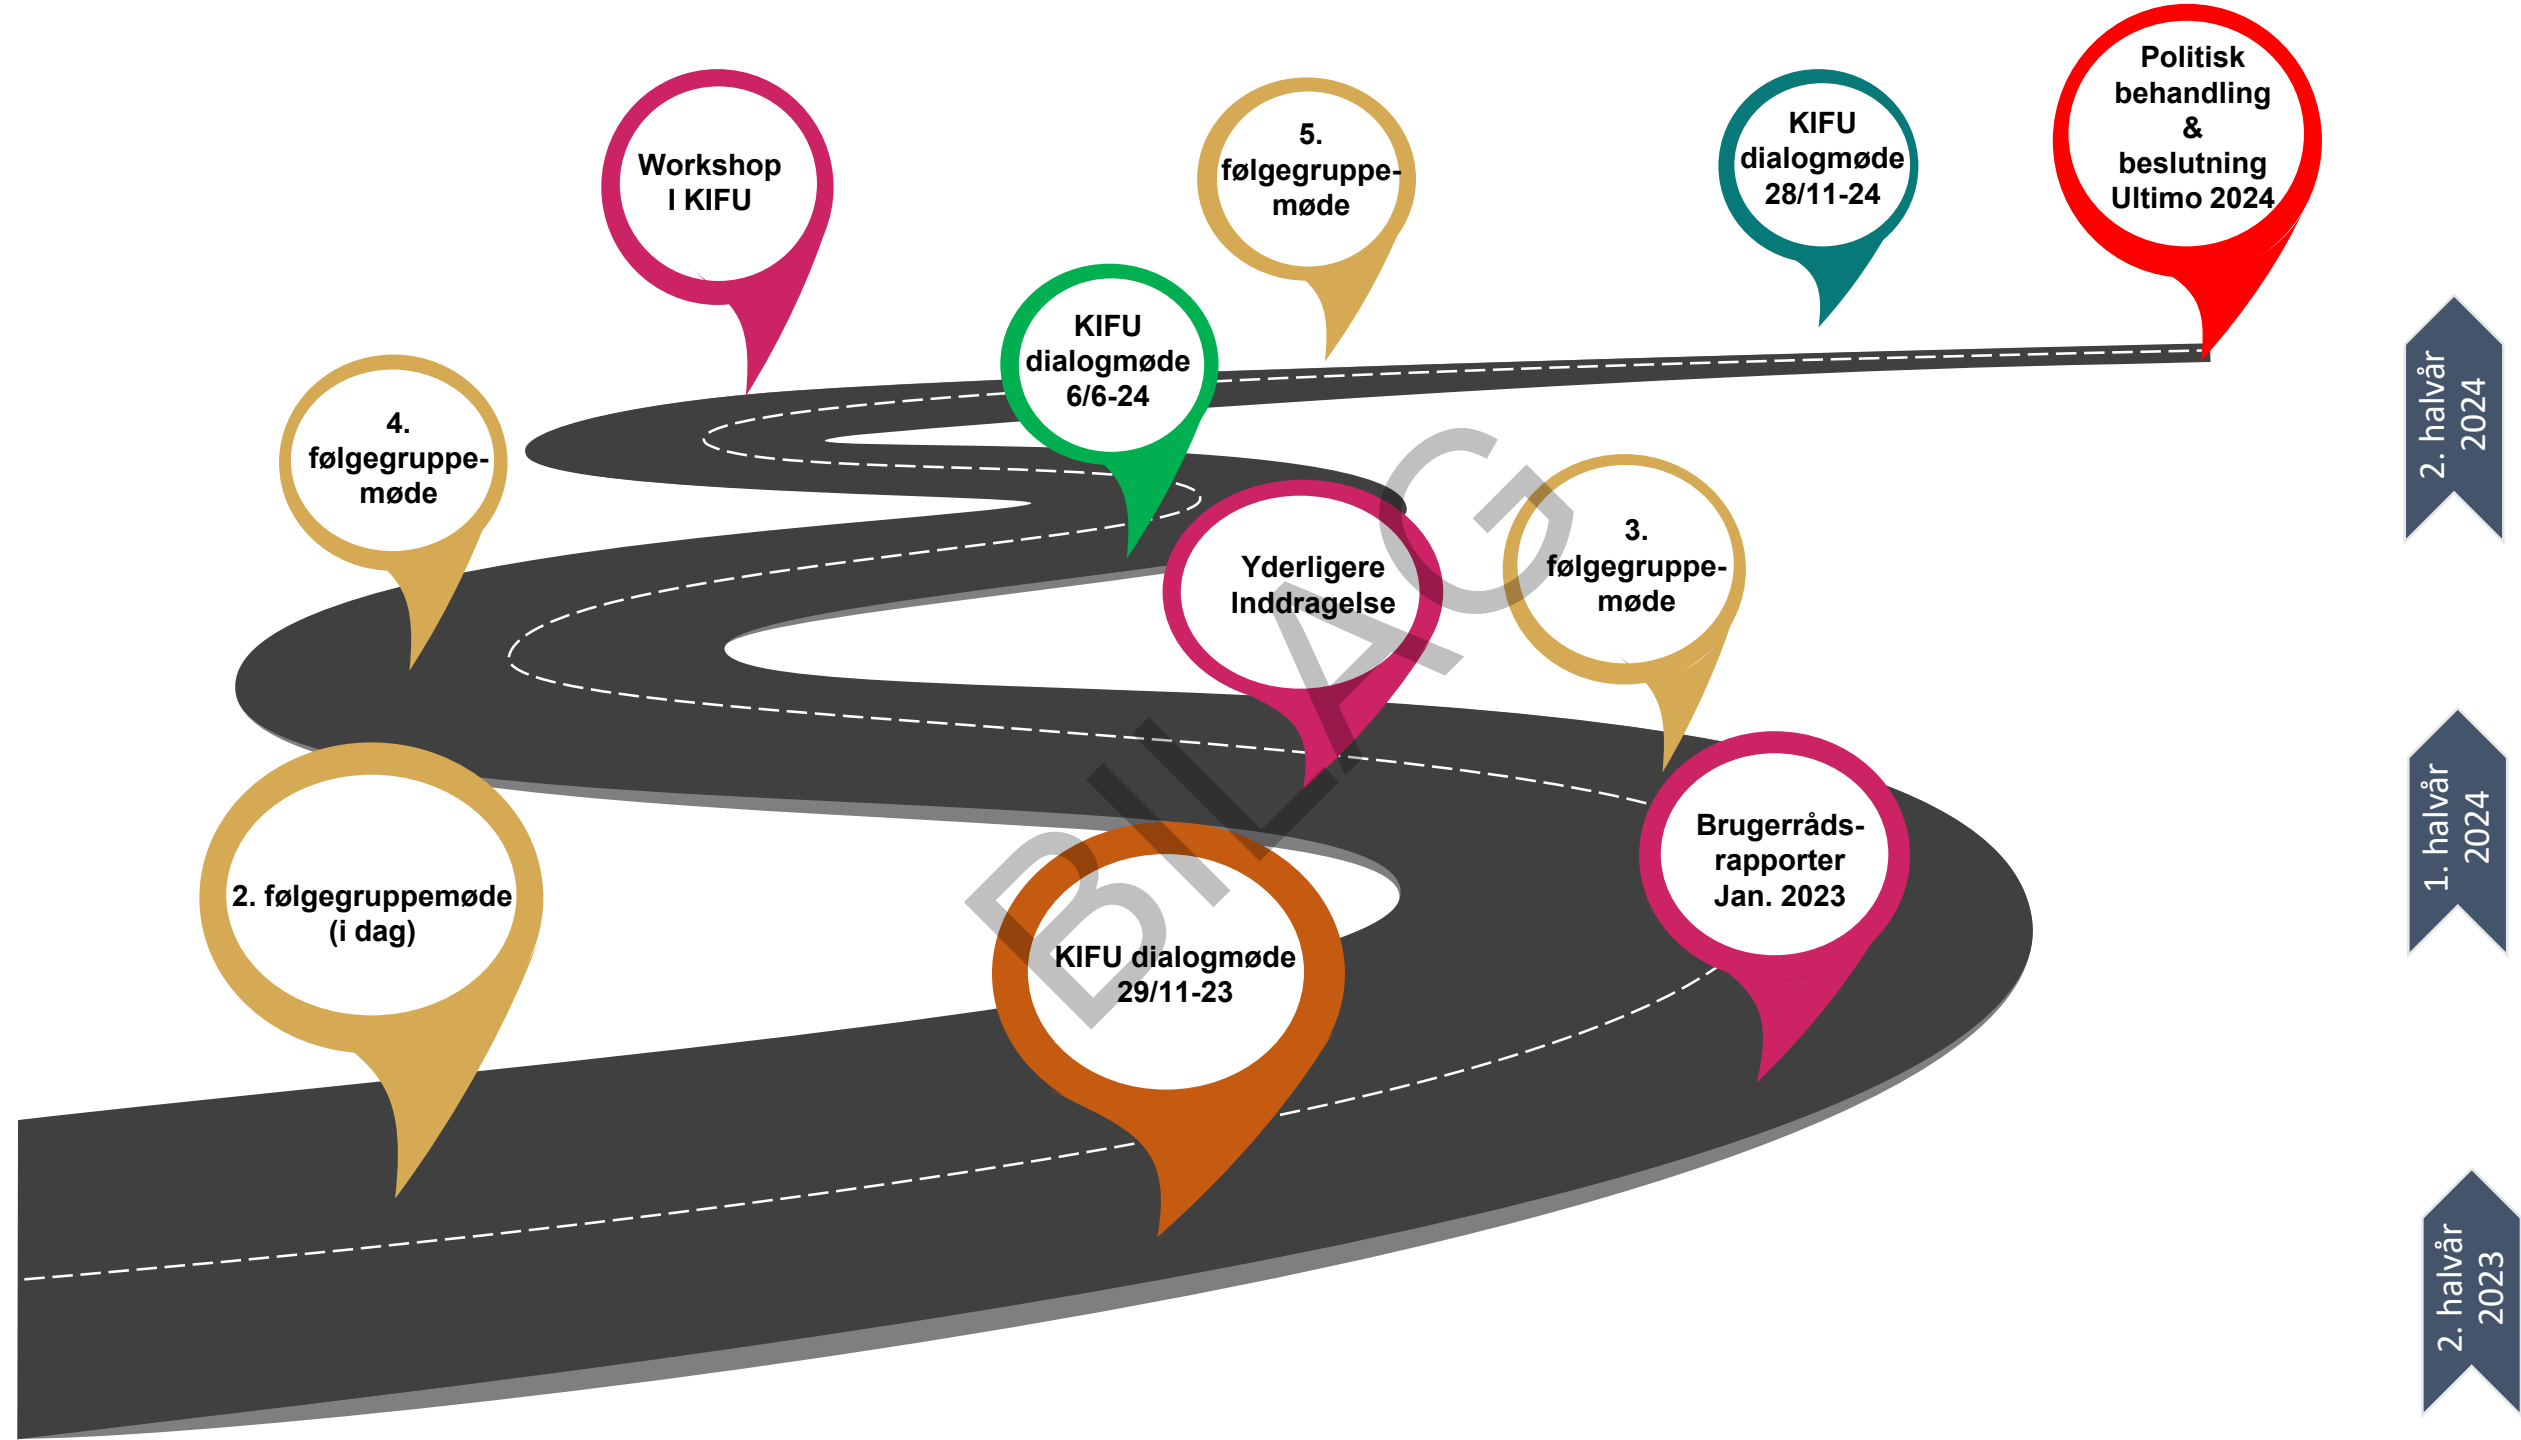 Politisk
behandling
&
beslutning
Ultimo 2024
Workshop
I KIFU
5.
følgegruppe-
møde
KIFU
dialogmøde
28/11-24
KIFU
dialogmøde
6/6-24
4.
følgegruppe-
møde
Yderligere
Inddragelse
3.
følgegruppe-
møde
Brugerråds-
rapporter
Jan. 2023
2. følgegruppemøde
(i dag)
KIFU dialogmøde
29/11-23
2. halvår
2024
1. halvår
2024
2. halvår
2023
BILAG